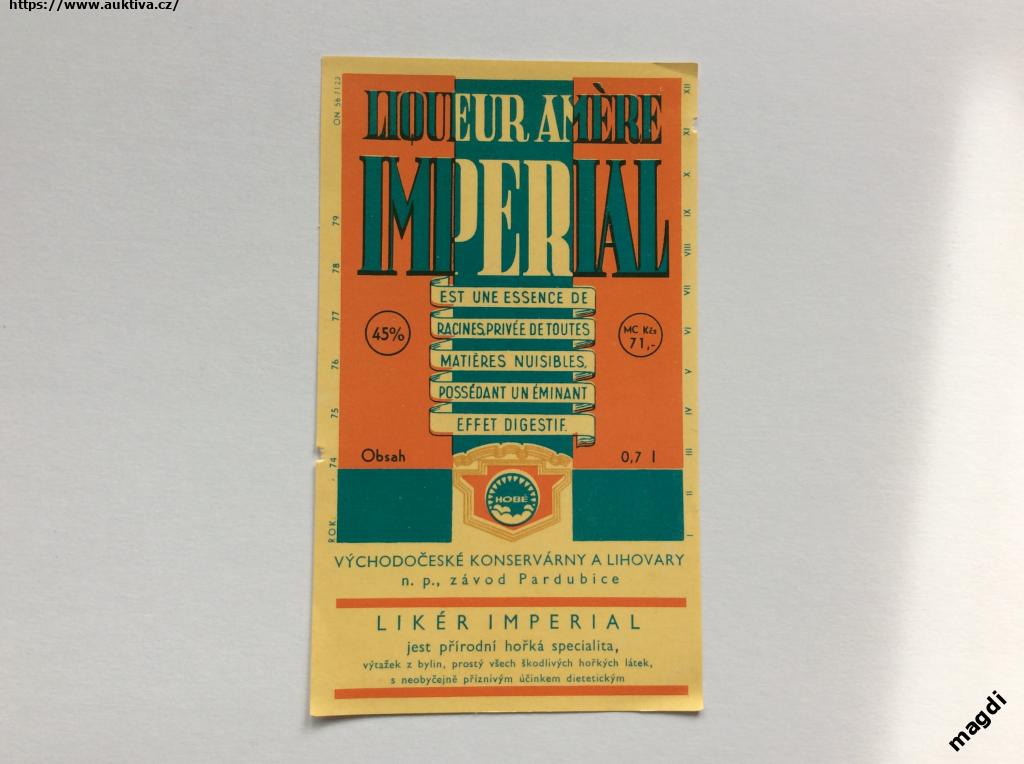 https://www.auktiva.cz/
ON 56 7123
LIQUEUR AMÈRE
IMPERIAL
EST UNE ESSENCE DE
RACINES,PRIVÉE DE TOUTES
MATIÈRES NUISIBLES,
POSSÉDANT UN ÉMINANT
EFFET DIGESTIF.
45%
MC Kčs
71,-
Obsah 0,7 l
ROK 74 75 76 77 78 79
I II III IV V VI VII VIII IX X XI XII
HOBÉ
VÝCHODOČESKÉ KONSERVÁRNY A LIHOVARY
n. p., závod Pardubice
LIKÉR IMPERIAL
jest přírodní hořká specialita,
výtažek z bylin, prostý všech škodlivých hořkých látek,
s neobyčejně příznivým účinkem dietetickým
magdi